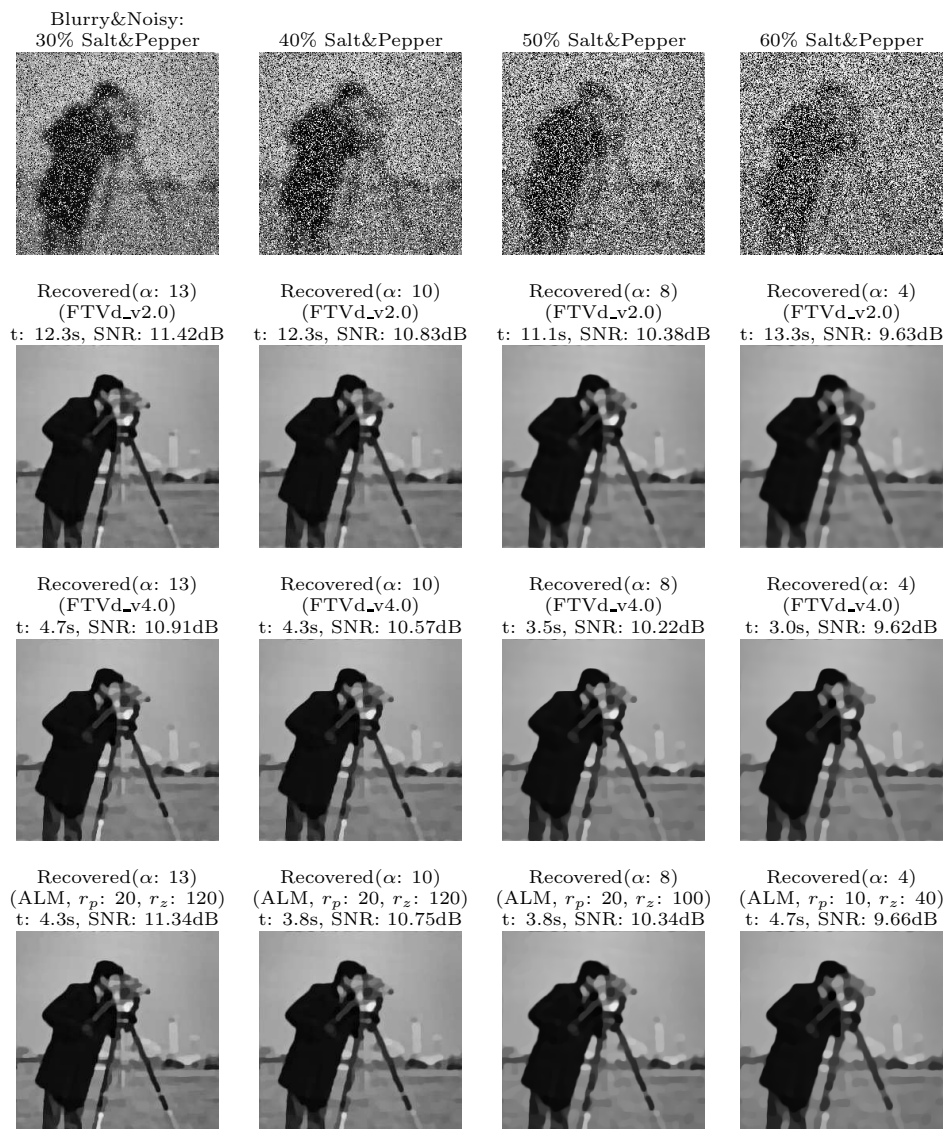 Blurry&Noisy:
30% Salt&Pepper
40% Salt&Pepper
50% Salt&Pepper
60% Salt&Pepper
Recovered(α: 13)
(FTVd_v2.0)
t: 12.3s, SNR: 11.42dB
Recovered(α: 10)
(FTVd_v2.0)
t: 12.3s, SNR: 10.83dB
Recovered(α: 8)
(FTVd_v2.0)
t: 11.1s, SNR: 10.38dB
Recovered(α: 4)
(FTVd_v2.0)
t: 13.3s, SNR: 9.63dB
Recovered(α: 13)
(FTVd_v4.0)
t: 4.7s, SNR: 10.91dB
Recovered(α: 10)
(FTVd_v4.0)
t: 4.3s, SNR: 10.57dB
Recovered(α: 8)
(FTVd_v4.0)
t: 3.5s, SNR: 10.22dB
Recovered(α: 4)
(FTVd_v4.0)
t: 3.0s, SNR: 9.62dB
Recovered(α: 13)
(ALM, r_p: 20, r_z: 120)
t: 4.3s, SNR: 11.34dB
Recovered(α: 10)
(ALM, r_p: 20, r_z: 120)
t: 3.8s, SNR: 10.75dB
Recovered(α: 8)
(ALM, r_p: 20, r_z: 100)
t: 3.8s, SNR: 10.34dB
Recovered(α: 4)
(ALM, r_p: 10, r_z: 40)
t: 4.7s, SNR: 9.66dB